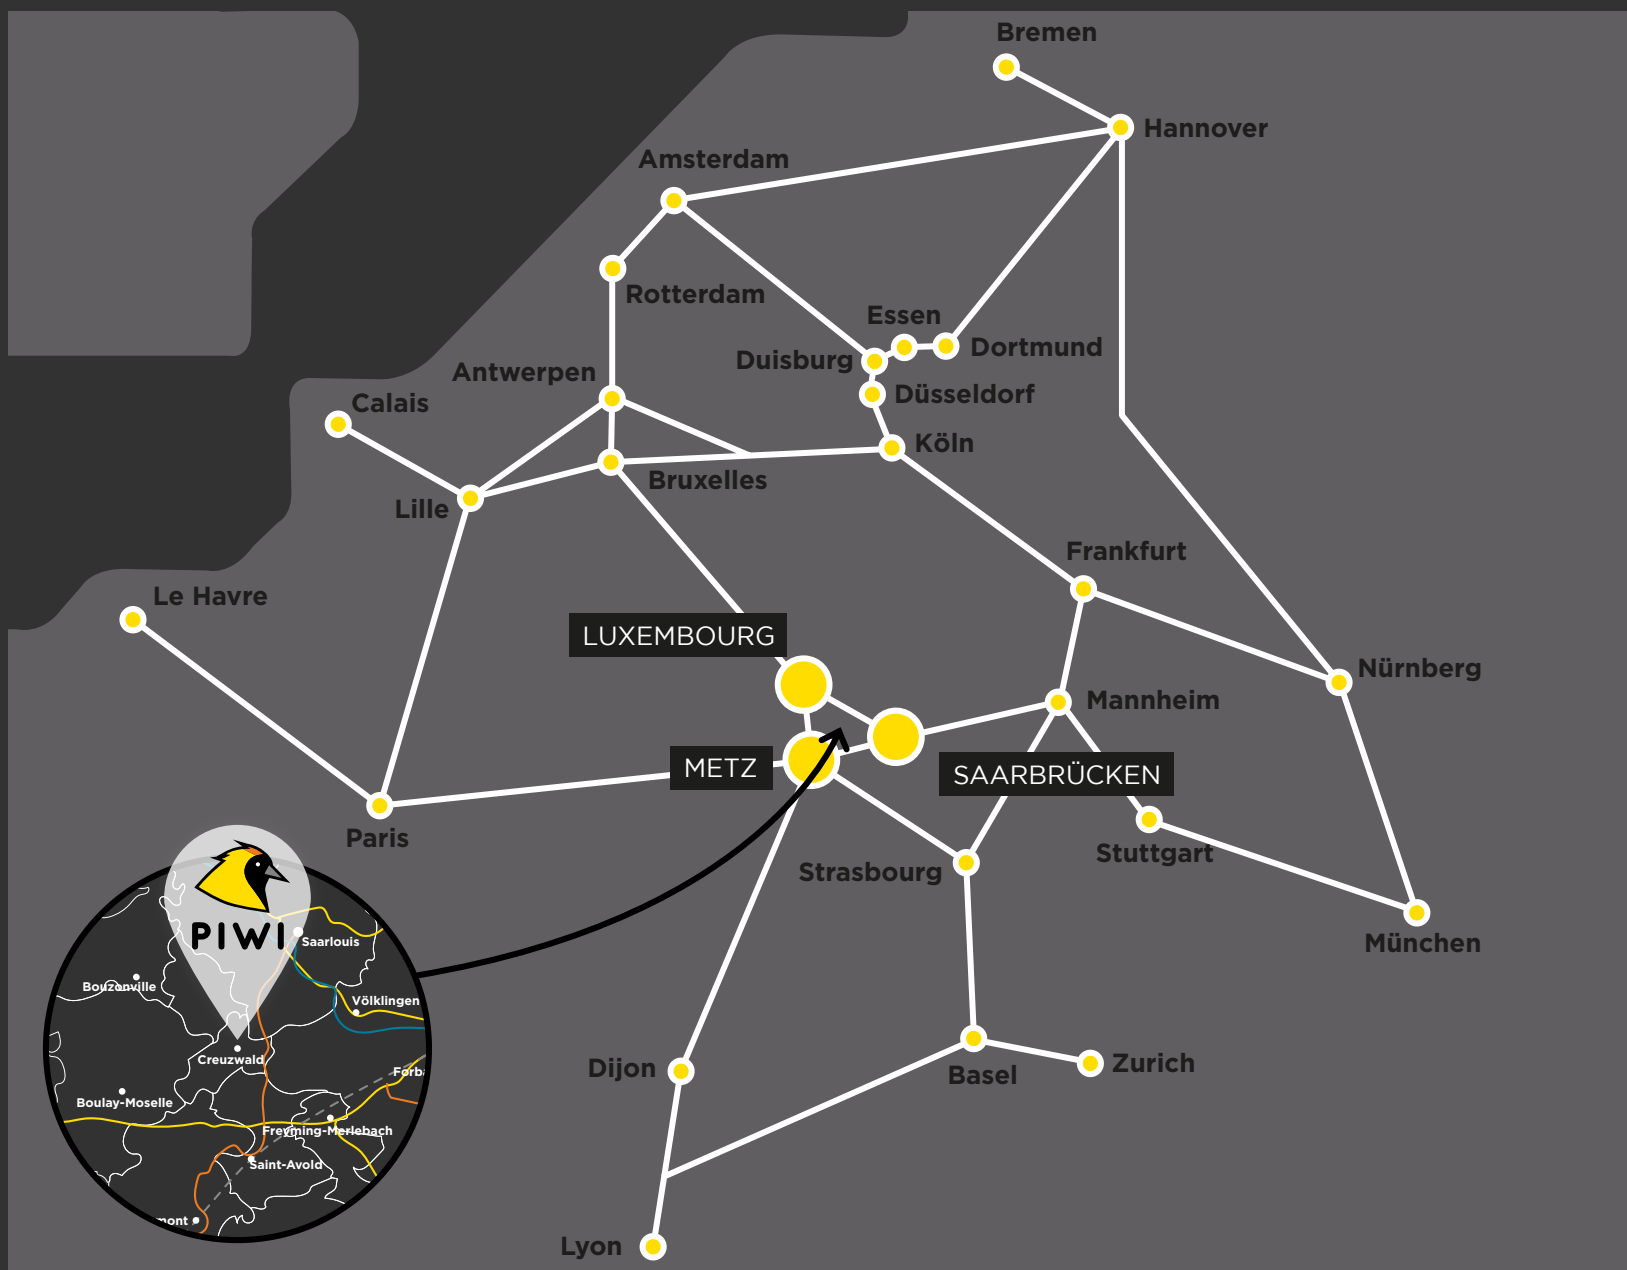 Bremen
Hannover
Amsterdam
Rotterdam
Essen
Duisburg
Dortmund
Antwerpen
Düsseldorf
Calais
Köln
Bruxelles
Lille
Frankfurt
Le Havre
LUXEMBOURG
Nürnberg
Mannheim
METZ
SAARBRÜCKEN
Paris
Stuttgart
Strasbourg
München
PIWI
Saarlouis
Bouzonville
Völklingen
Creuzwald
Forba
Boulay-Moselle
Freyming-Merlebach
Saint-Avold
mont
Dijon
Basel
Zurich
Lyon